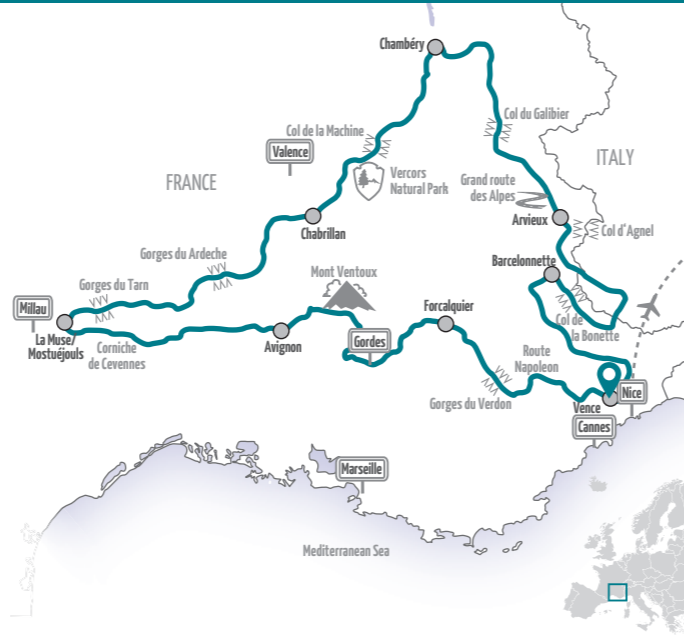 Chambéry
Col de la Machine
Col du Galibier
Valence
ITALY
FRANCE
Vercors
Natural Park
Grand route
des Alpes
Arvieux
Col d'Agnel
Chabrillan
Gorges du Ardeche
Barcelonnette
Mont Ventoux
Gorges du Tarn
Millau
Forcalquier
Col de
la Bonette
La Muse/
Mostuéjouls
Corniche
de Cevennes
Avignon
Gordes
Route
Napoleon
Gorges du Verdon
Vence
Nice
Cannes
Marseille
Mediterranean Sea